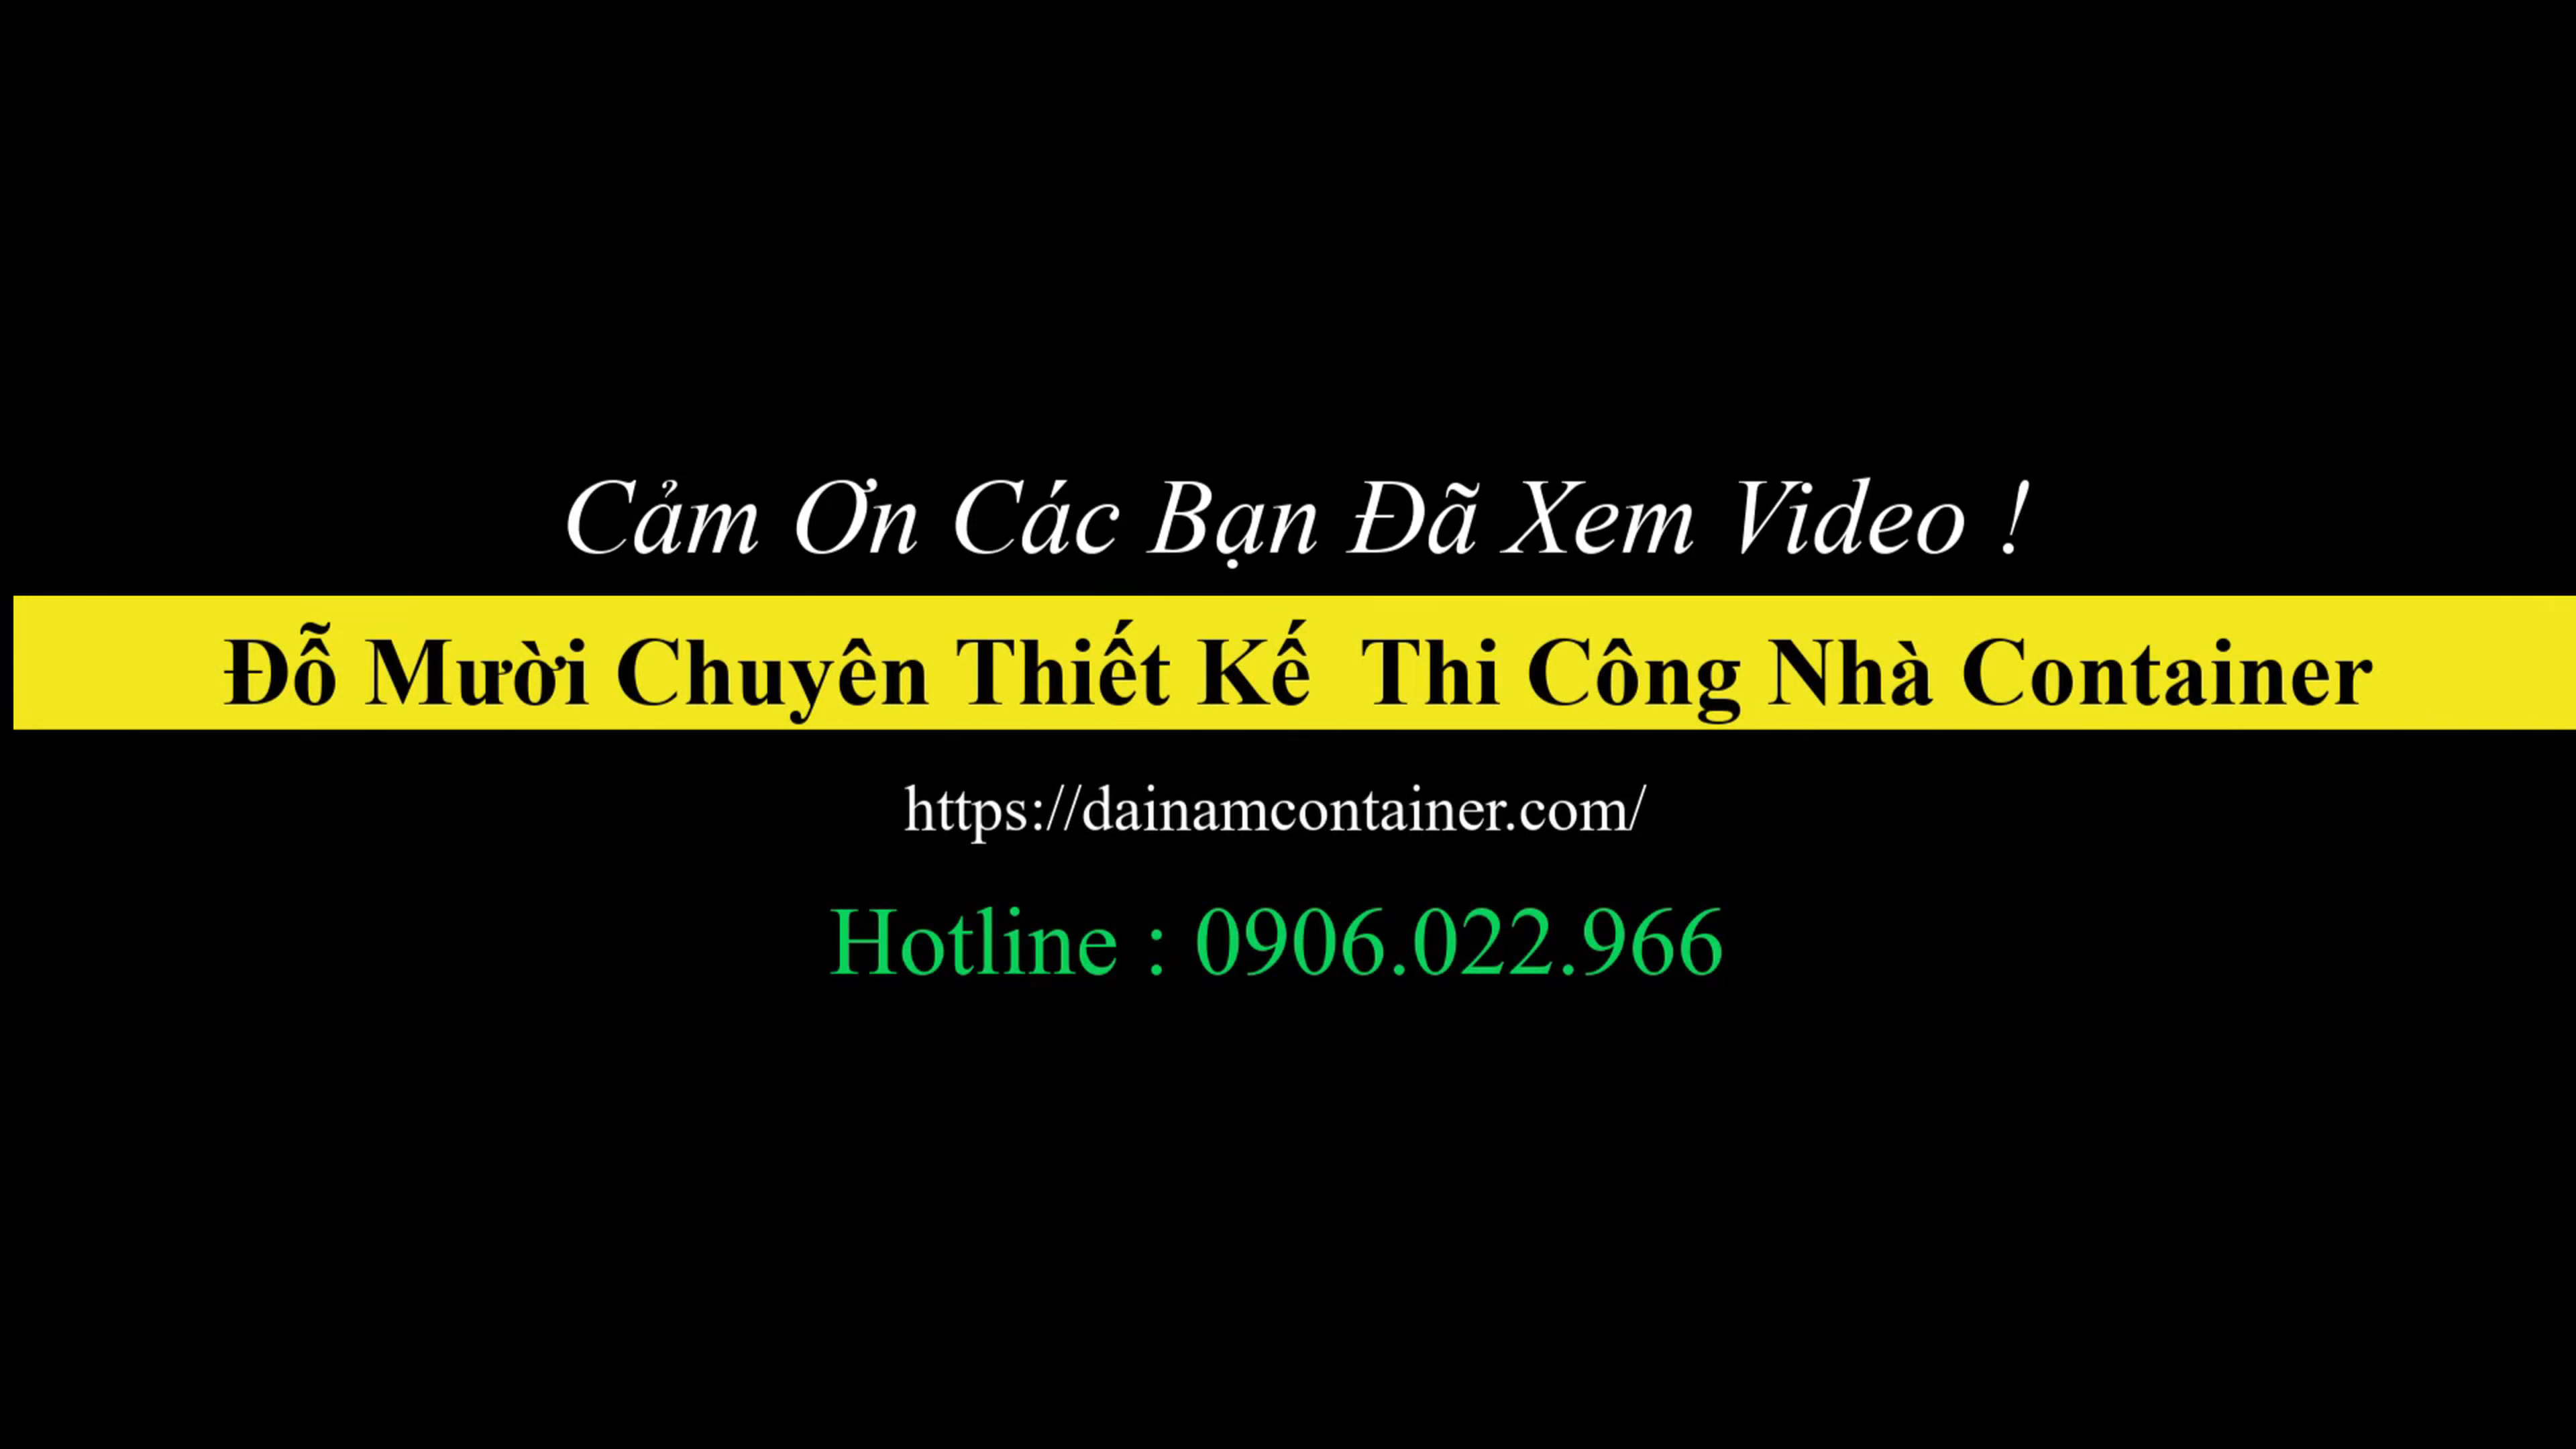 Cảm Ơn Các Bạn Đã Xem Video !
Đỗ Mười Chuyên Thiết Kế  Thi Công Nhà Container
https://dainamcontainer.com/
Hotline : 0906.022.966